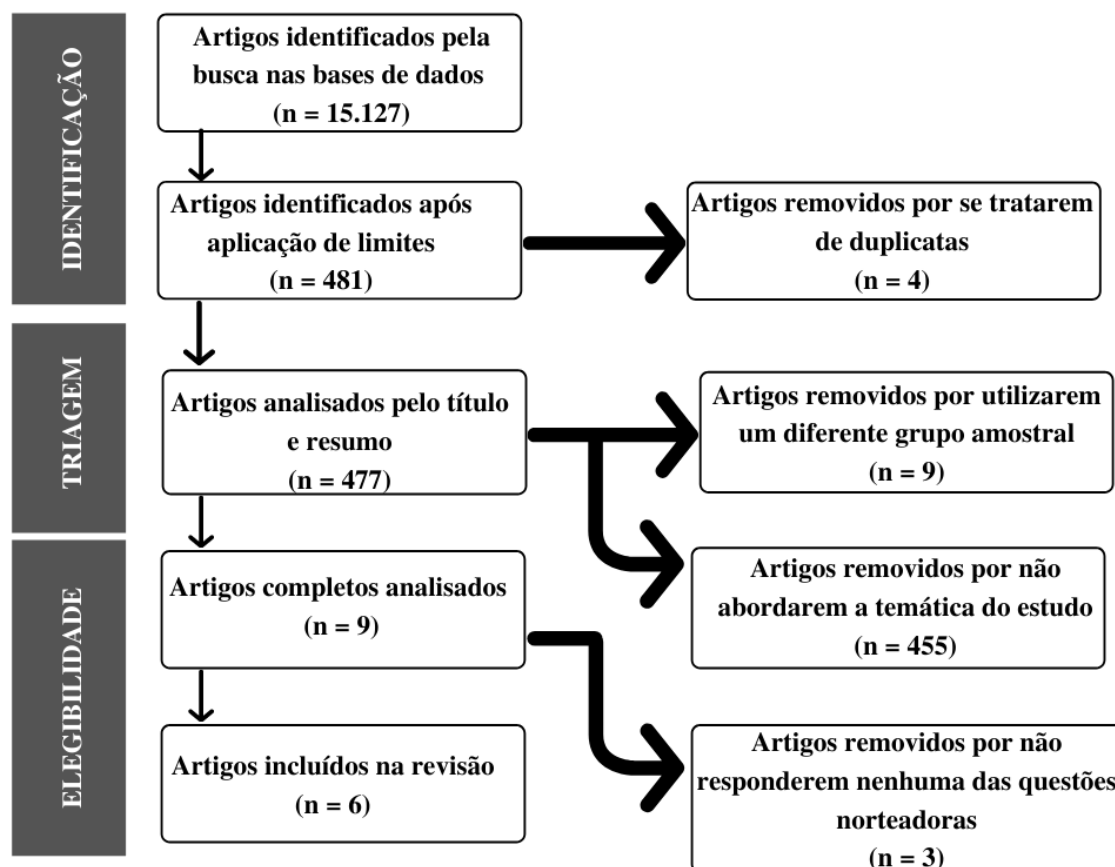 IDENTIFICAÇÃO
Artigos identificados pela
busca nas bases de dados
(n = 15.127)
Artigos identificados após
aplicação de limites
(n = 481)
Artigos removidos por se tratarem
de duplicatas
(n = 4)
TRIAGEM
Artigos analisados pelo título
e resumo
(n = 477)
Artigos removidos por utilizarem
um diferente grupo amostral
(n = 9)
Artigos removidos por não
abordarem a temática do estudo
(n = 455)
ELEGIBILIDADE
Artigos completos analisados
(n = 9)
Artigos incluídos na revisão
(n = 6)
Artigos removidos por não
responderem nenhuma das questões
norteadoras
(n = 3)